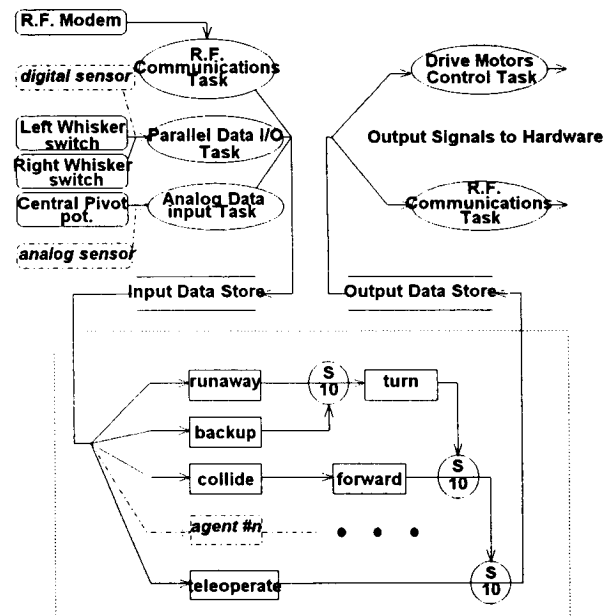 R.F. Modem
R.F.
Communications
Task
digital sensor
Left Whisker
switch
Right Whisker
switch
Parallel Data I/O
Task
Central Pivot
pot.
Analog Data
input Task
analog sensor
Drive Motors
Control Task
Output Signals to Hardware
R.F.
Communications
Task
Input Data Store
Output Data Store
runaway
S
10
turn
backup
collide
forward
S
10
agent #n
teleoperate
S
10